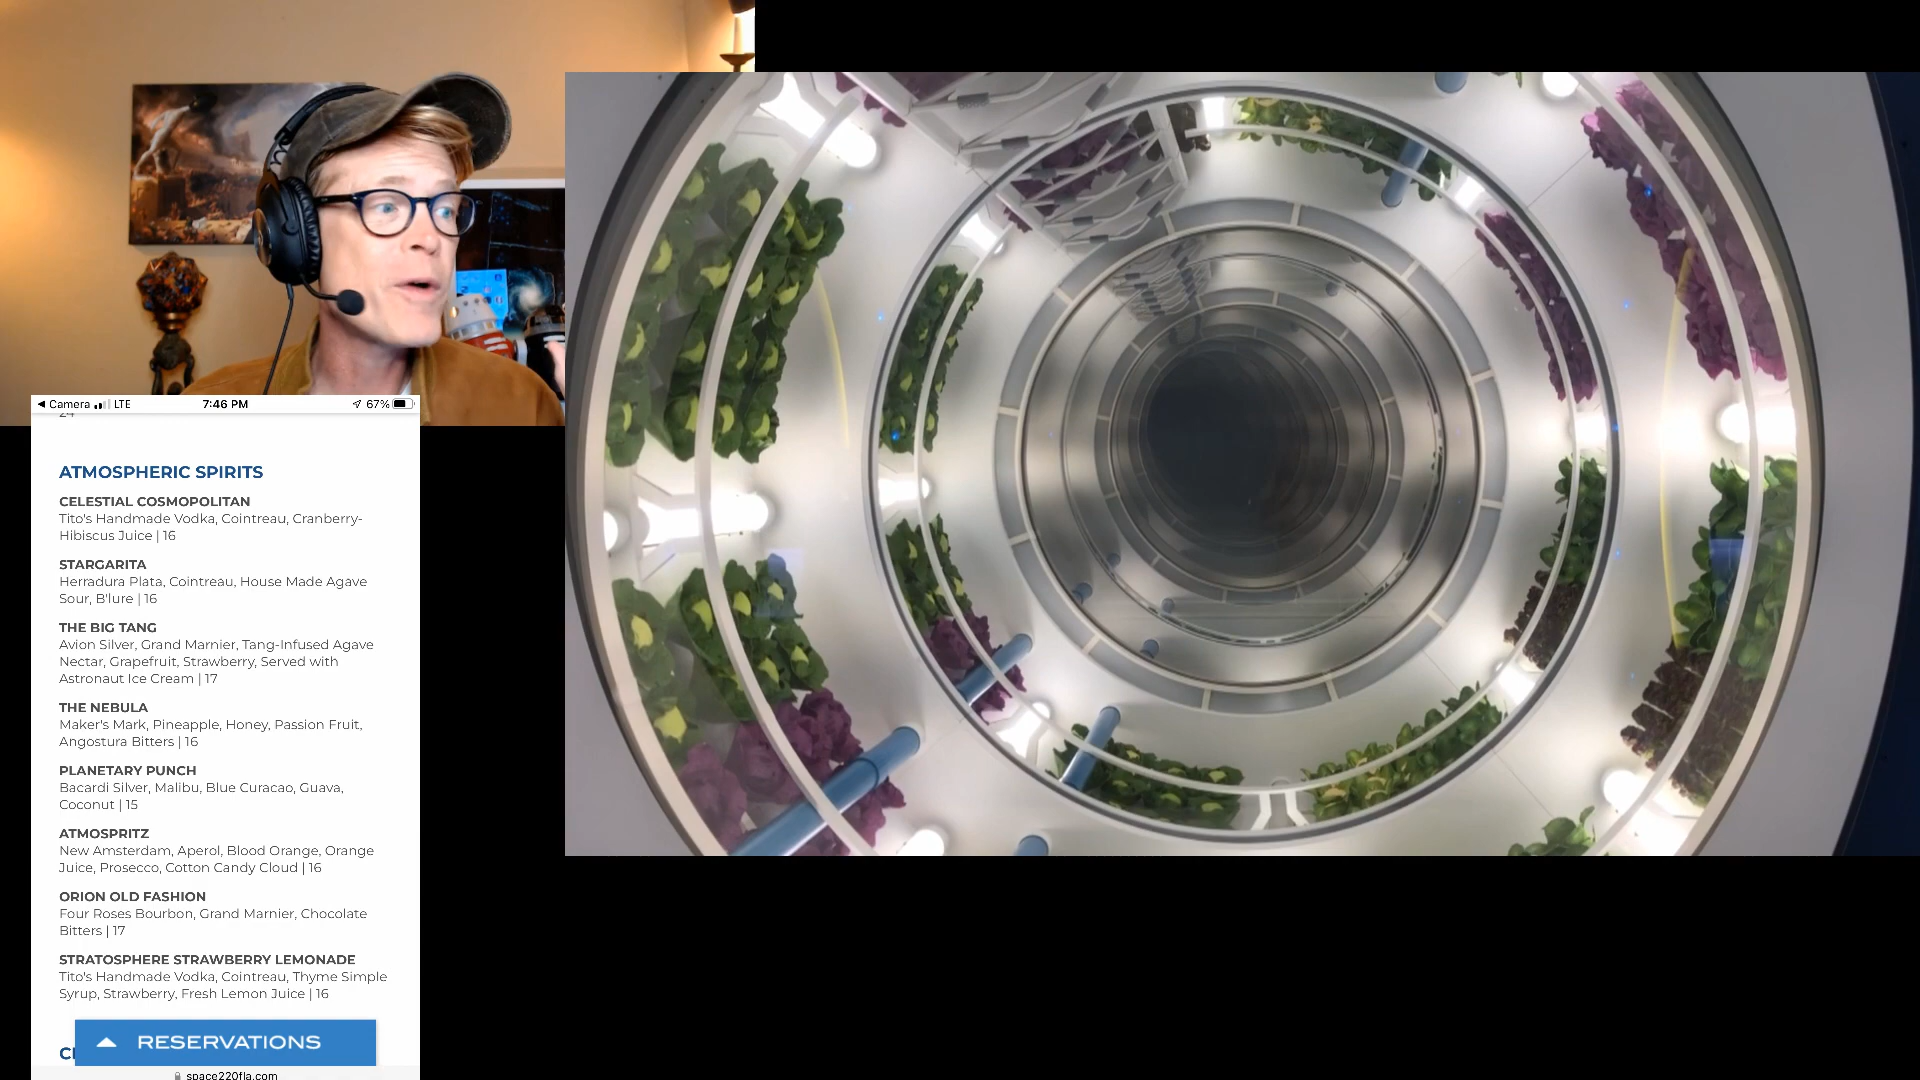 Camera LTE 7:46 PM 67%
24
ATMOSPHERIC SPIRITS
CELESTIAL COSMOPOLITAN
Tito's Handmade Vodka, Cointreau, Cranberry-
Hibiscus Juice | 16
STARGARITA
Herradura Plata, Cointreau, House Made Agave
Sour, B'lure | 16
THE BIG TANG
Avion Silver, Grand Marnier, Tang-Infused Agave
Nectar, Grapefruit, Strawberry, Served with
Astronaut Ice Cream | 17
THE NEBULA
Maker's Mark, Pineapple, Honey, Passion Fruit,
Angostura Bitters | 16
PLANETARY PUNCH
Bacardi Silver, Malibu, Blue Curacao, Guava,
Coconut | 15
ATMOSPRITZ
New Amsterdam, Aperol, Blood Orange, Orange
Juice, Prosecco, Cotton Candy Cloud | 16
ORION OLD FASHION
Four Roses Bourbon, Grand Marnier, Chocolate
Bitters | 17
STRATOSPHERE STRAWBERRY LEMONADE
Tito's Handmade Vodka, Cointreau, Thyme Simple
Syrup, Strawberry, Fresh Lemon Juice | 16
RESERVATIONS
space220fla.com